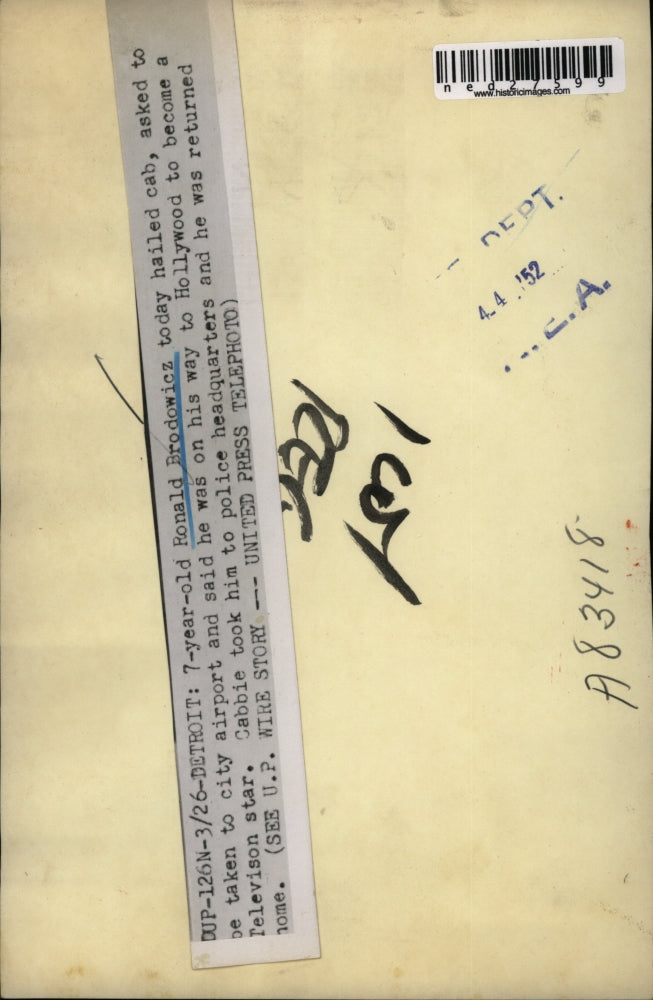 DUP-126N-3/26-DETROIT: 7-year-old Ronald Brodowicz today hailed cab, asked to
be taken to city airport and said he was on his way to Hollywood to become a
Televison star. Cabbie took him to police headquarters and he was returned
home. (SEE U.P. WIRE STORY --- UNITED PRESS TELEPHOTO)
ned27599
www.historicimages.com
DEPT.
4.4.'52
A83418